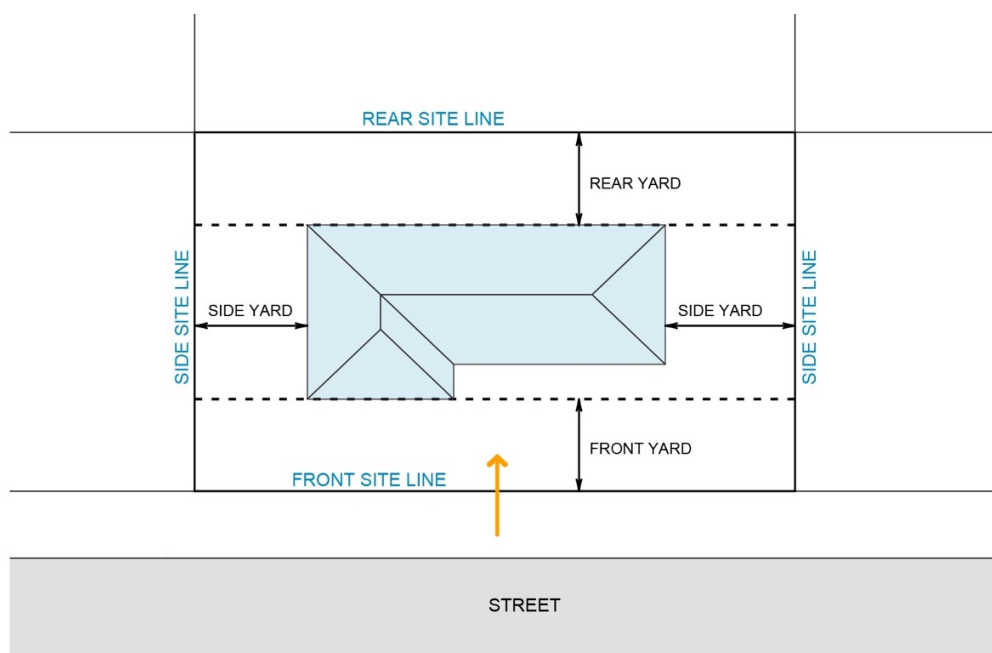 REAR SITE LINE
REAR YARD
SIDE SITE LINE
SIDE YARD
SIDE YARD
SIDE SITE LINE
FRONT YARD
FRONT SITE LINE
STREET